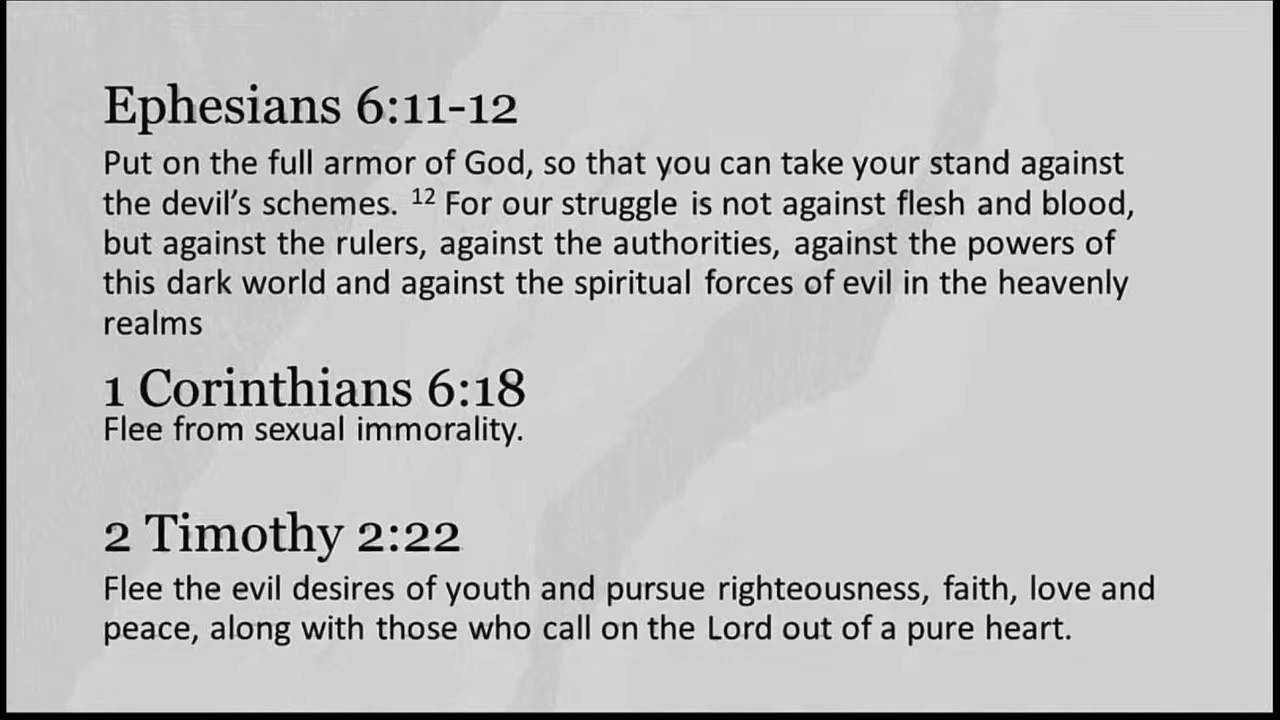 Ephesians 6:11-12
Put on the full armor of God, so that you can take your stand against
the devil’s schemes. ¹² For our struggle is not against flesh and blood,
but against the rulers, against the authorities, against the powers of
this dark world and against the spiritual forces of evil in the heavenly
realms
1 Corinthians 6:18
Flee from sexual immorality.
2 Timothy 2:22
Flee the evil desires of youth and pursue righteousness, faith, love and
peace, along with those who call on the Lord out of a pure heart.